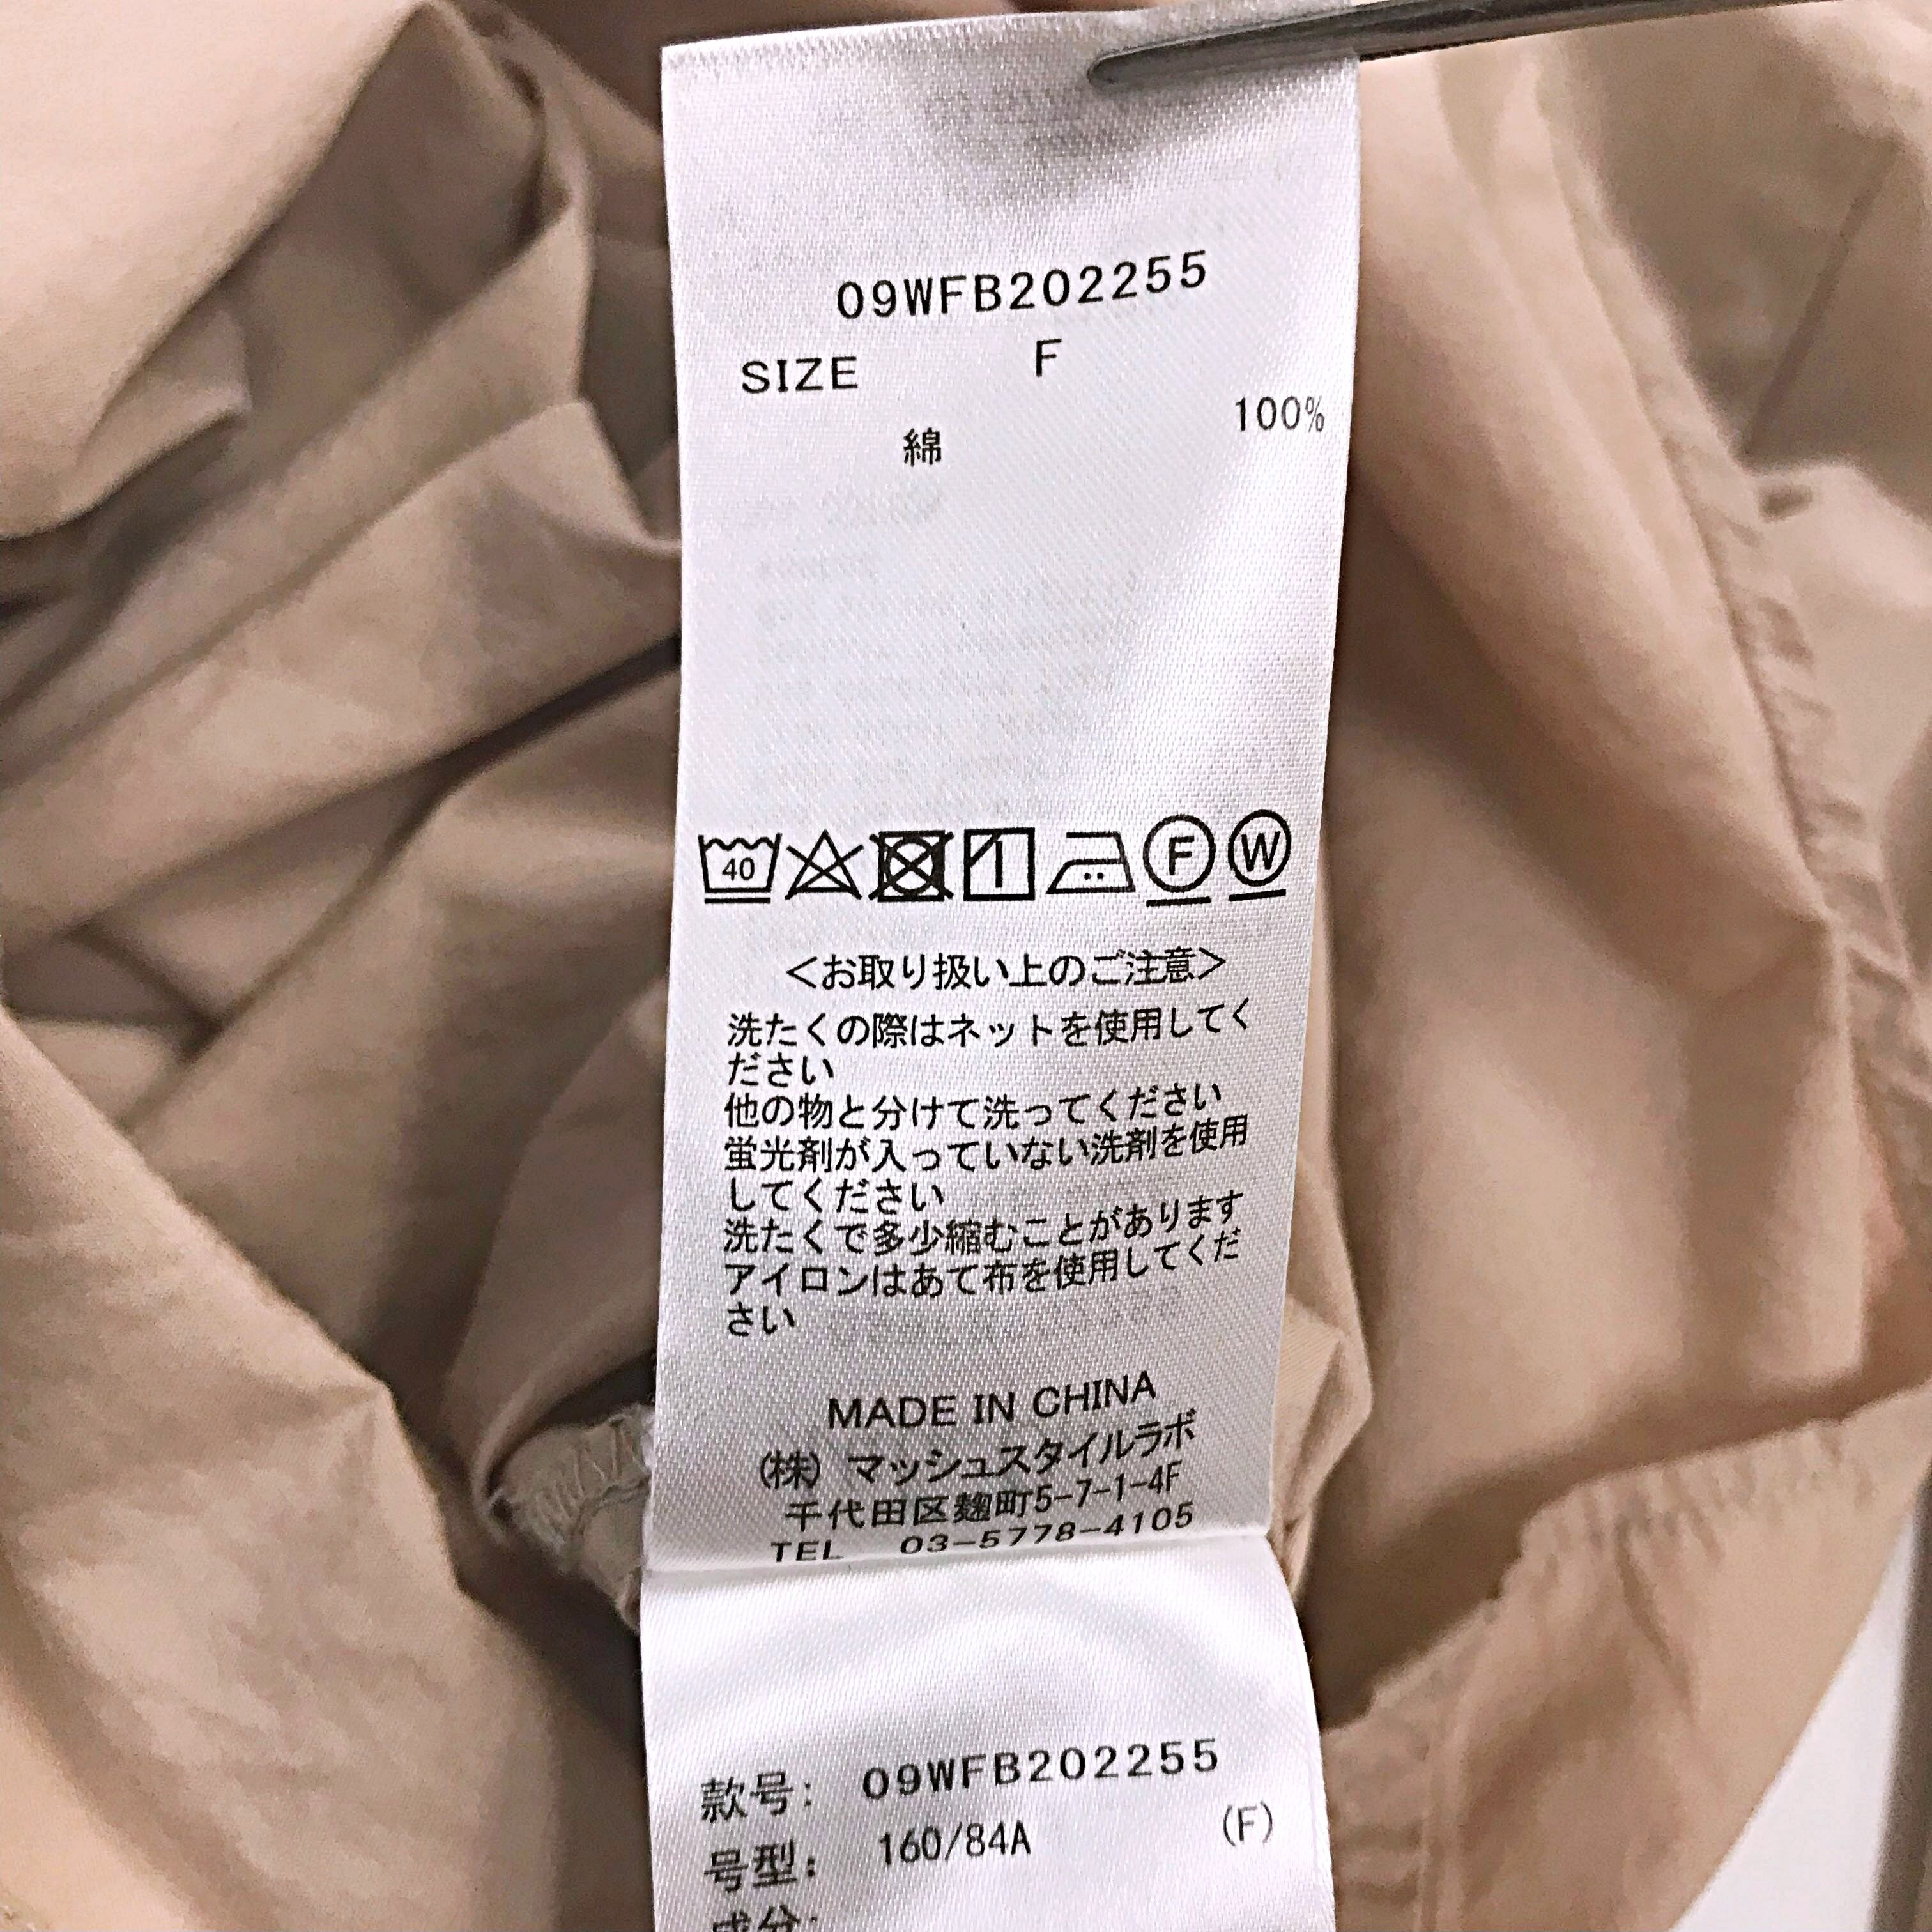 09WFB202255
SIZE F
綿 100%
40 F W
<お取り扱い上のご注意>
洗たくの際はネットを使用してく
ださい
他の物と分けて洗ってください
蛍光剤が入っていない洗剤を使用
してください
洗たくで多少縮むことがあります
アイロンはあて布を使用してくだ
さい
MADE IN CHINA
(株) マッシュスタイルラボ
千代田区麹町5-7-1-4F
TEL 03-5778-4105
款号: 09WFB202255
号型: 160/84A (F)
成分: